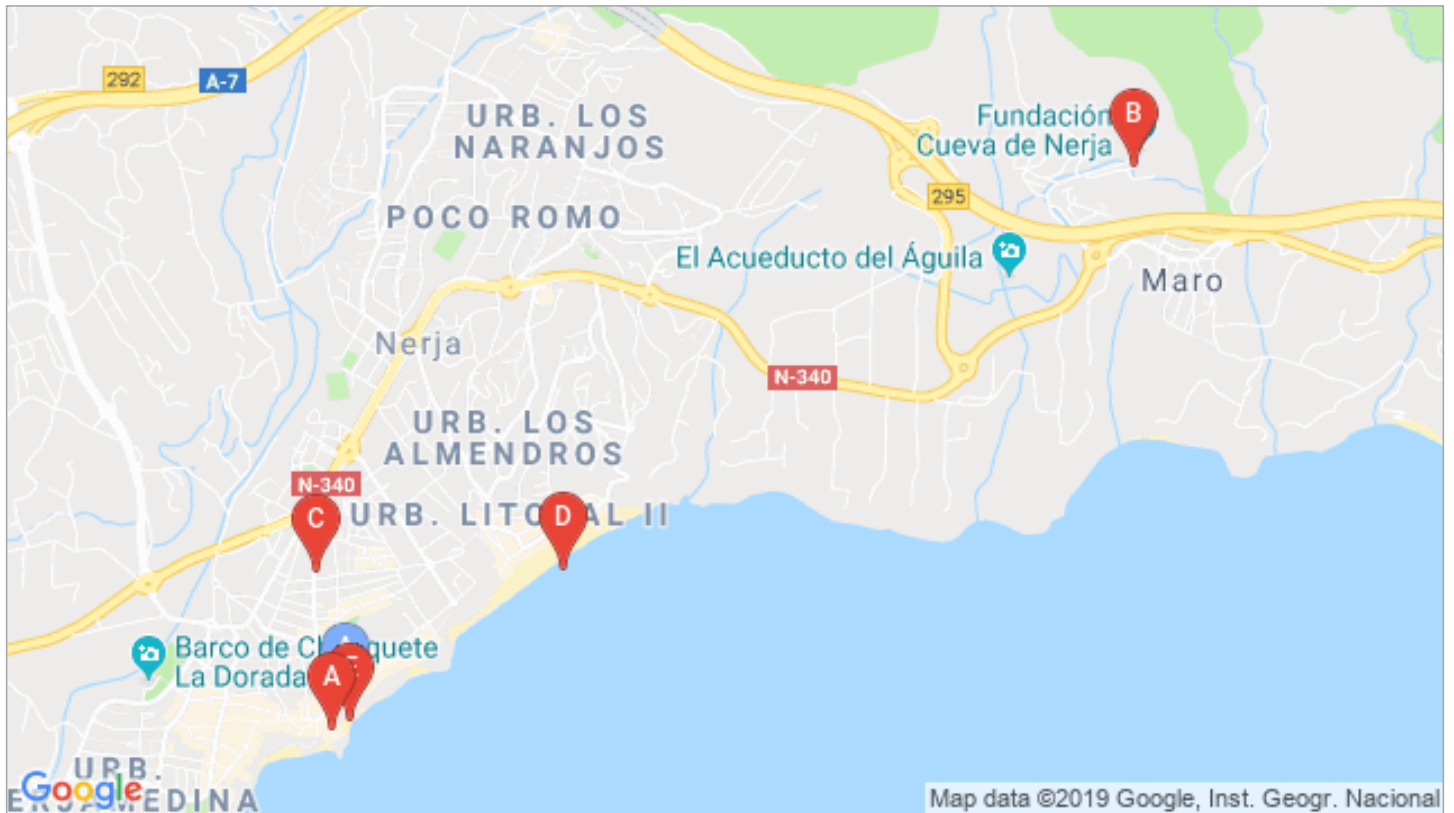 292
A-7
URB. LOS
NARANJOS
Fundación
Cueva de Nerja
B
295
POCO ROMO
El Acueducto del Águila
Maro
Nerja
N-340
URB. LOS
ALMENDROS
N-340
C
URB. LITO
AL II
D
Barco de Ch
quete
La Dorada
A
URB.
EDINA
Google
Map data ©2019 Google, Inst. Geogr. Nacional